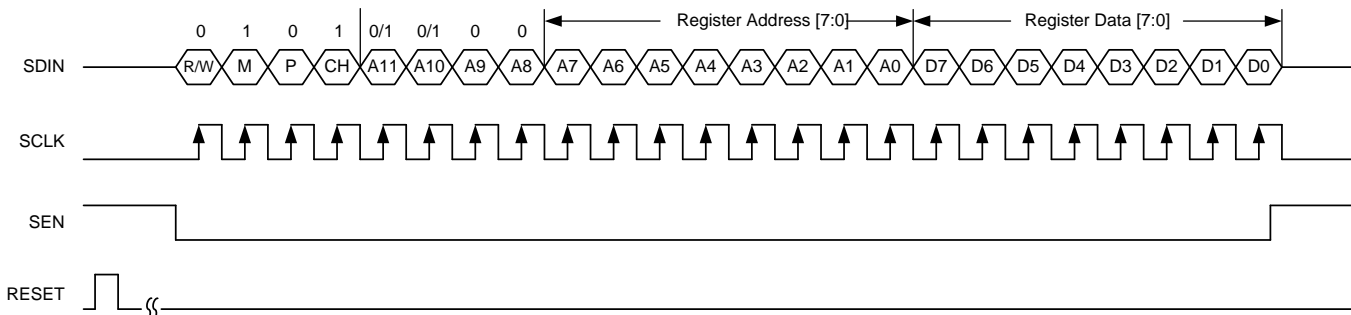 0 1 0 1 0/1 0/1 0 0 Register Address [7:0] Register Data [7:0]
SDIN R/W M P CH A11 A10 A9 A8 A7 A6 A5 A4 A3 A2 A1 A0 D7 D6 D5 D4 D3 D2 D1 D0
SCLK
SEN
RESET